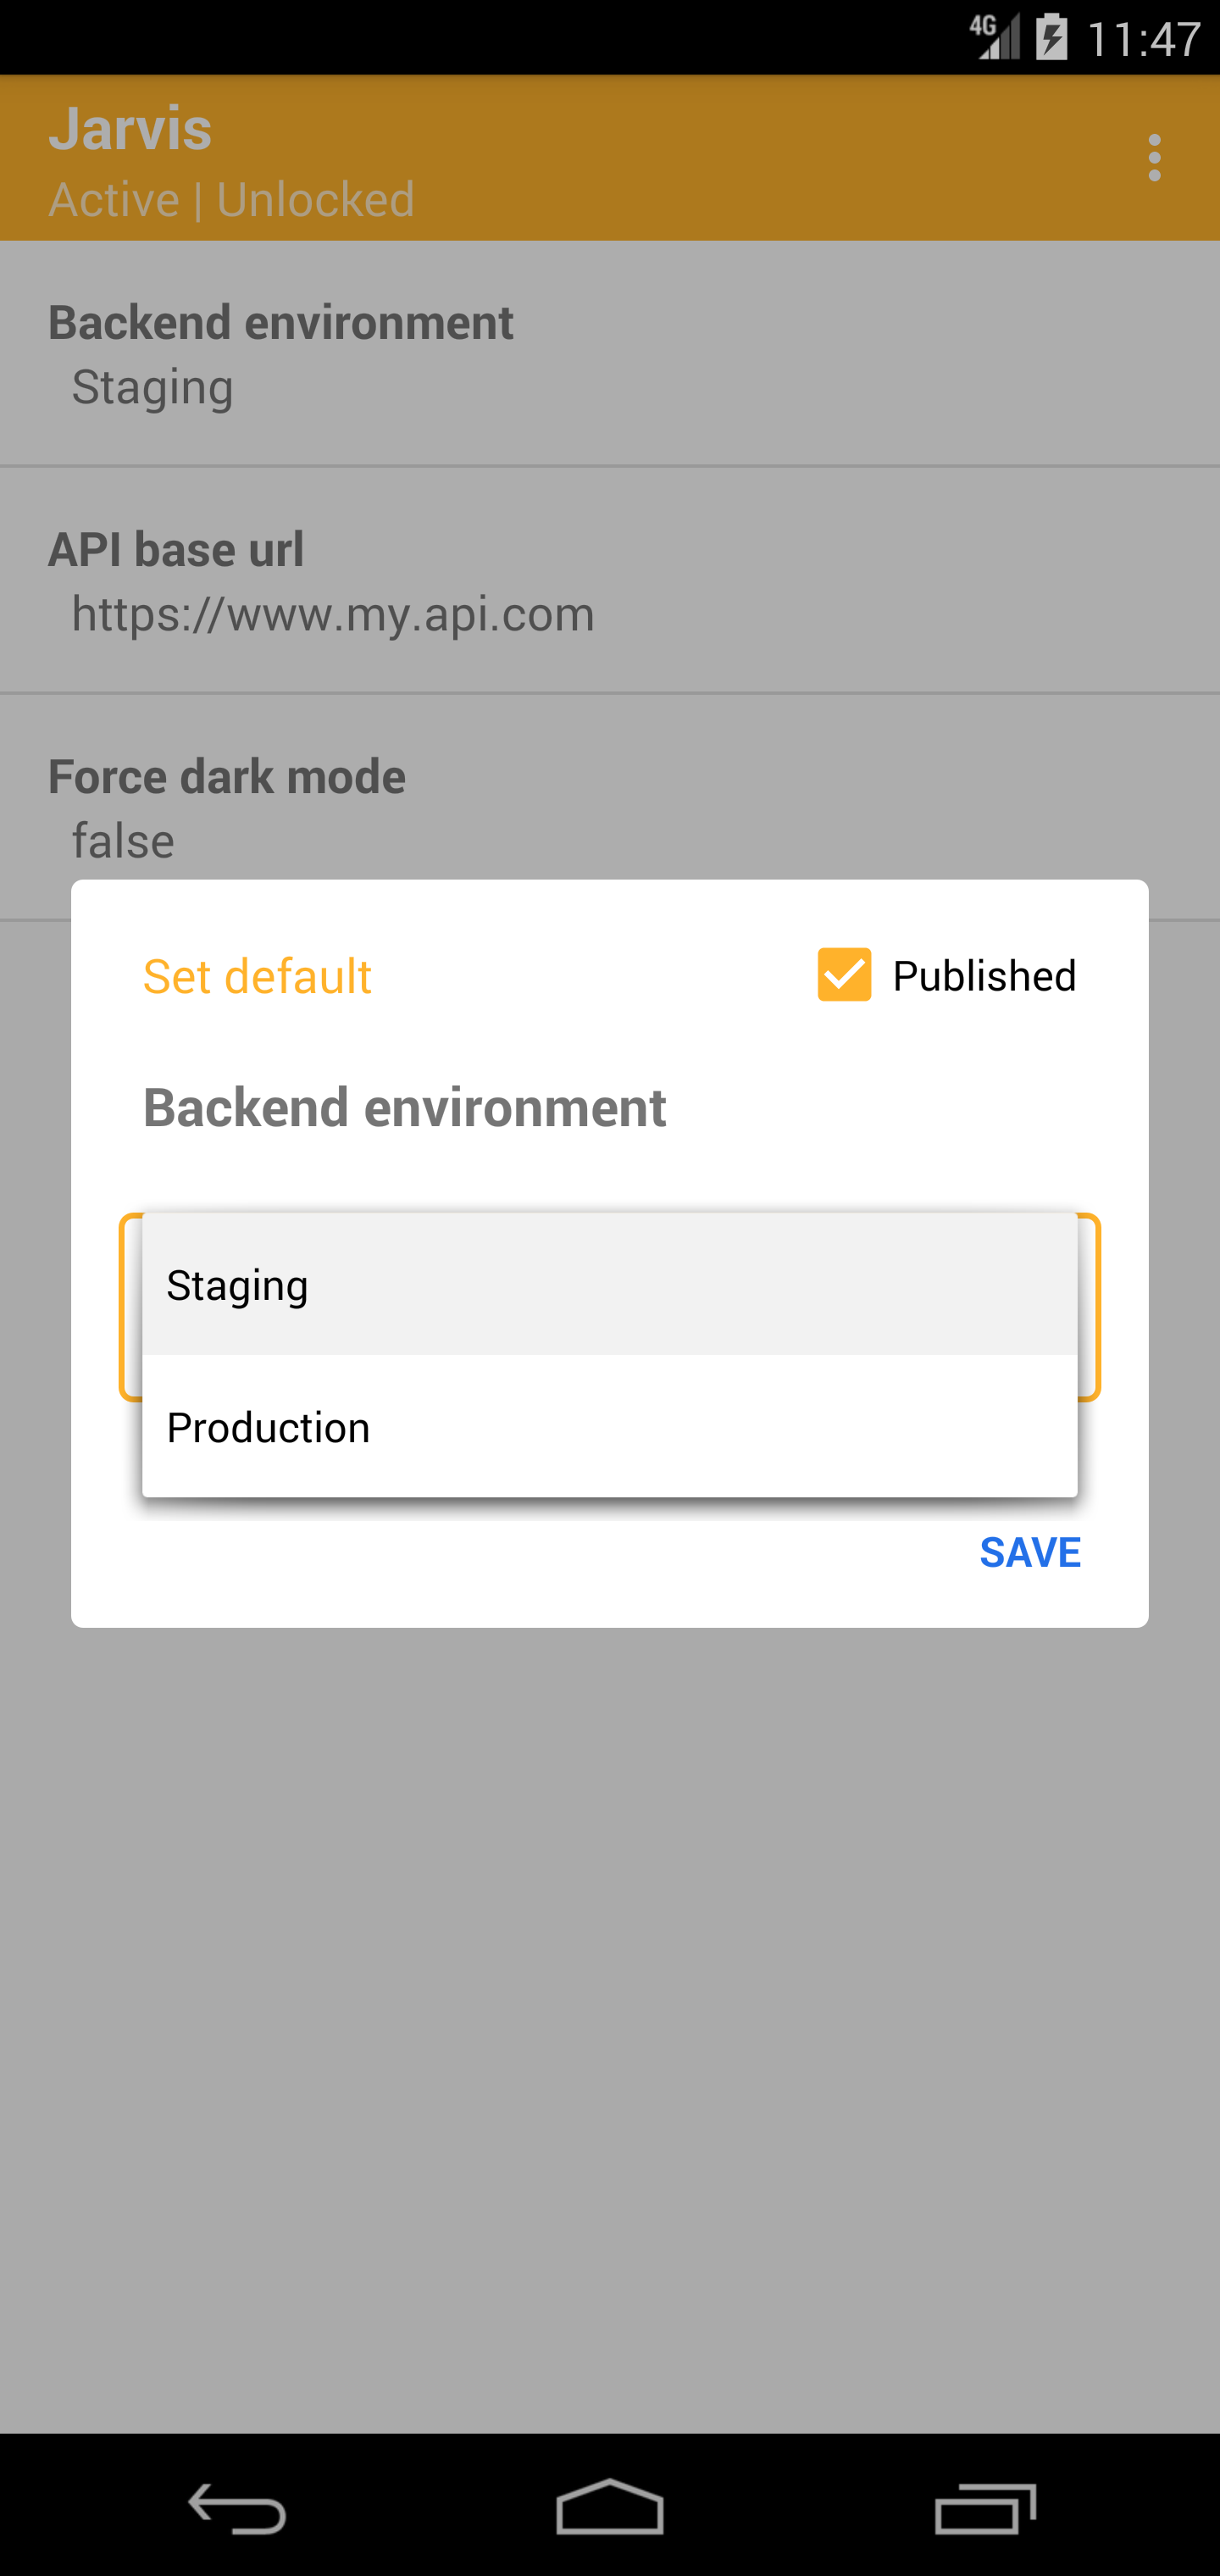 4G 11:47
Jarvis
Active | Unlocked
Backend environment
Staging
API base url
https://www.my.api.com
Force dark mode
false
Set default
Published
Backend environment
Staging
Production
SAVE